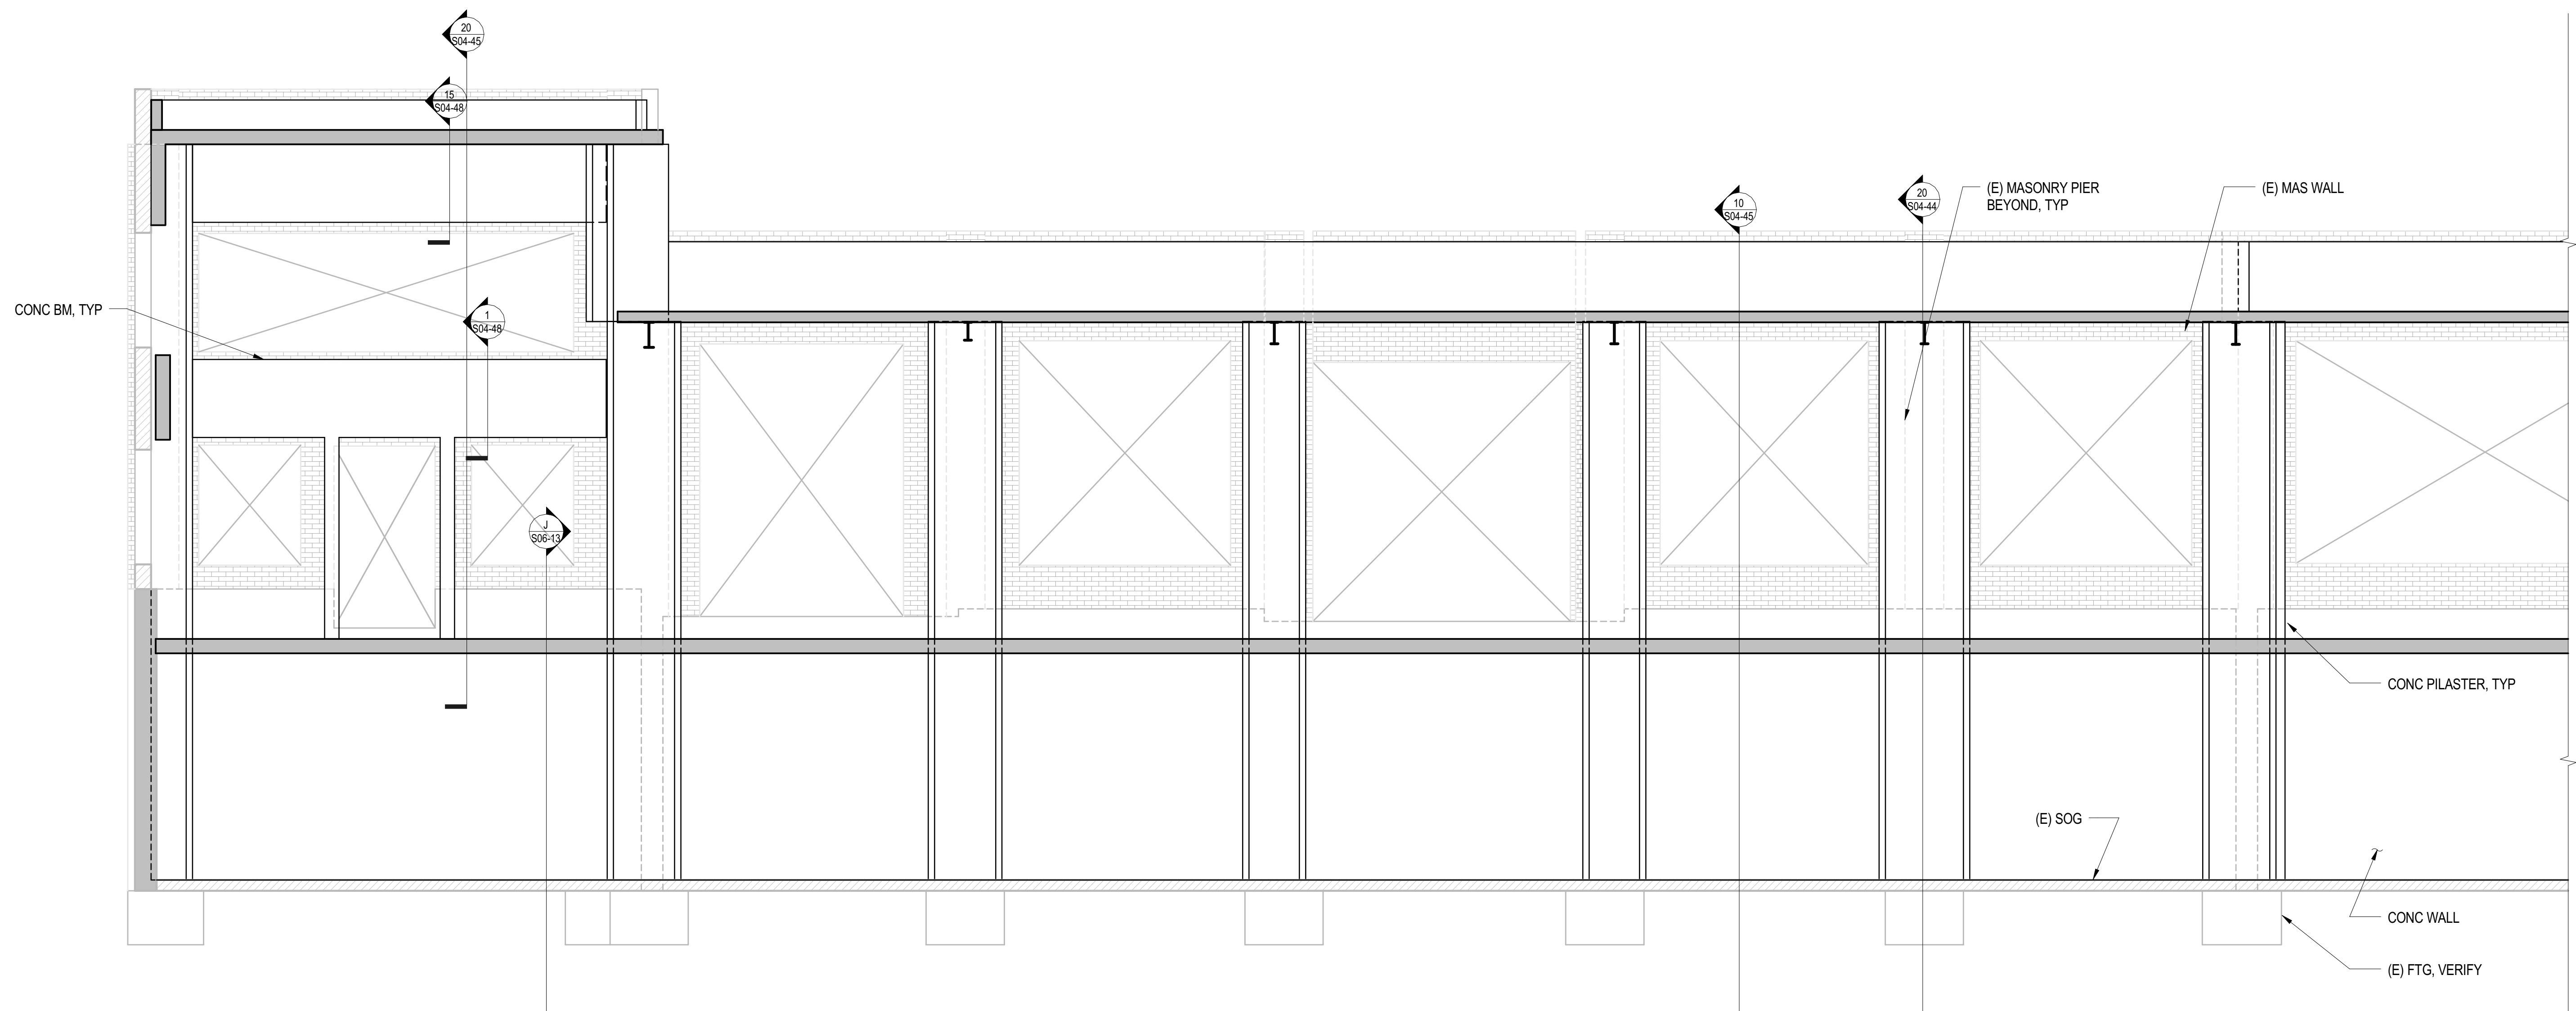 20
S04-45
15
S04-48
10
S04-45
20
S04-44
(E) MASONRY PIER
BEYOND, TYP
(E) MAS WALL
CONC BM, TYP
1
S04-48
J
S06-13
CONC PILASTER, TYP
(E) SOG
CONC WALL
(E) FTG, VERIFY